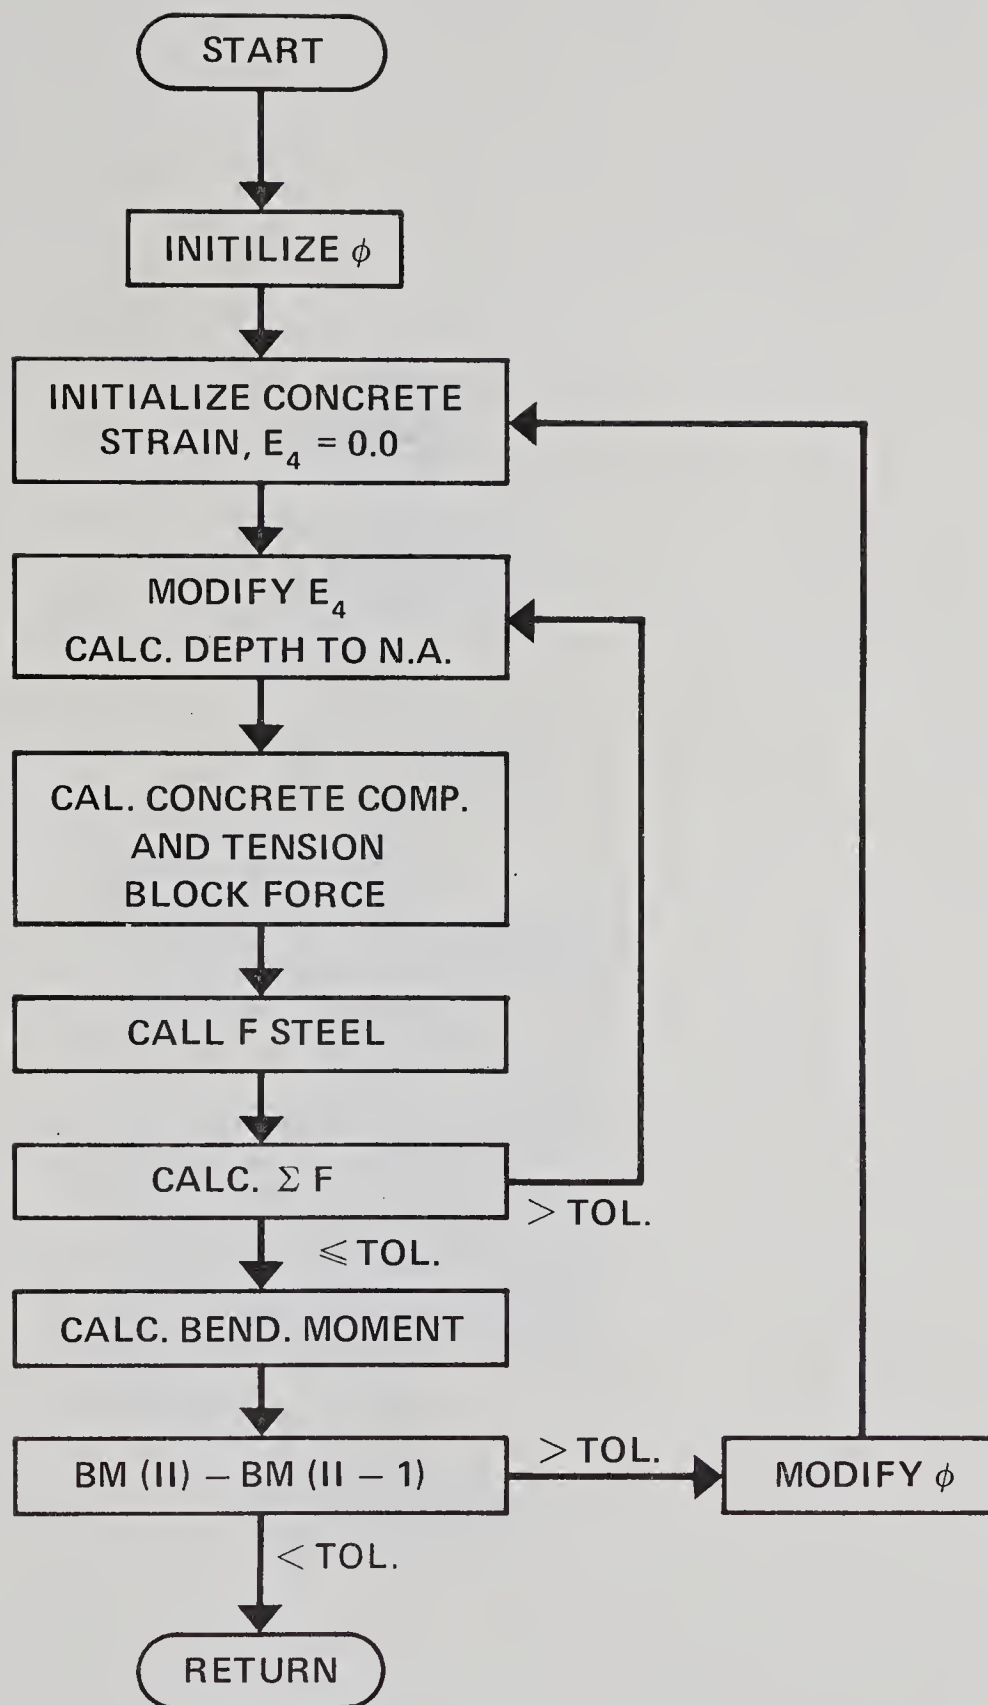 START
INITILIZE ϕ
INITIALIZE CONCRETE
STRAIN, E₄ = 0.0
MODIFY E₄
CALC. DEPTH TO N.A.
CAL. CONCRETE COMP.
AND TENSION
BLOCK FORCE
CALL F STEEL
CALC. Σ F
> TOL.
⩽ TOL.
CALC. BEND. MOMENT
BM (II) – BM (II – 1)
> TOL.
MODIFY ϕ
< TOL.
RETURN